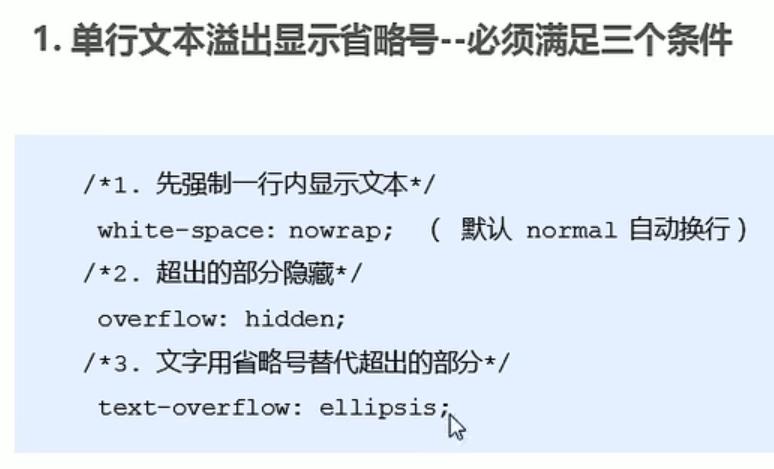 1. 单行文本溢出显示省略号--必须满足三个条件
/*1. 先强制一行内显示文本*/
white-space: nowrap; （ 默认 normal 自动换行）
/*2. 超出的部分隐藏*/
overflow: hidden;
/*3. 文字用省略号替代超出的部分*/
text-overflow: ellipsis;